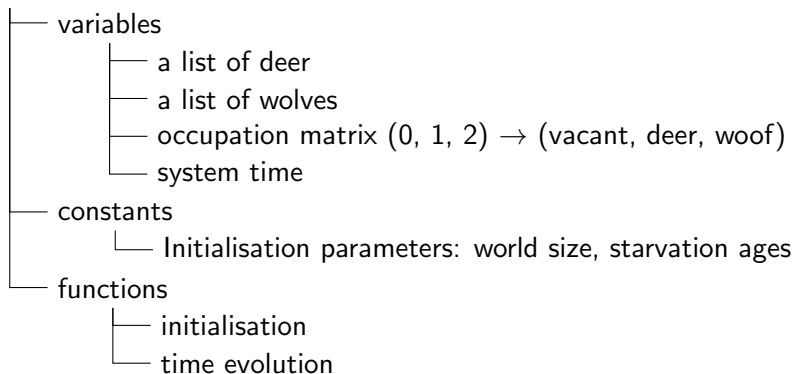 variables
a list of deer
a list of wolves
occupation matrix (0, 1, 2) → (vacant, deer, woof)
system time
constants
Initialisation parameters: world size, starvation ages
functions
initialisation
time evolution